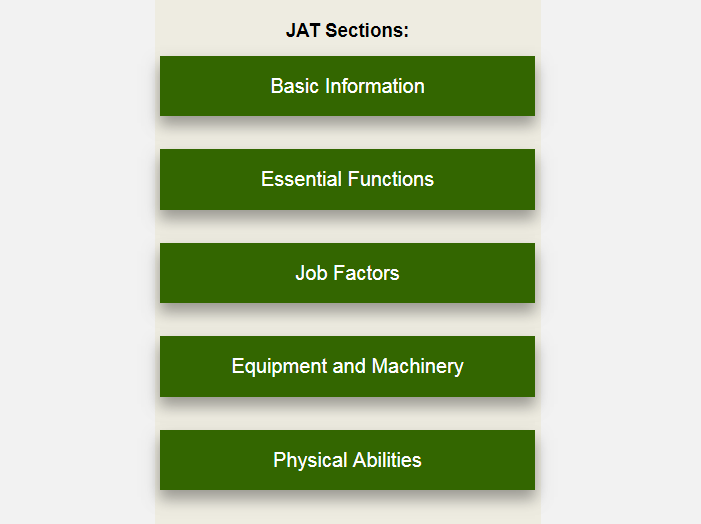 JAT Sections:
Basic Information
Essential Functions
Job Factors
Equipment and Machinery
Physical Abilities